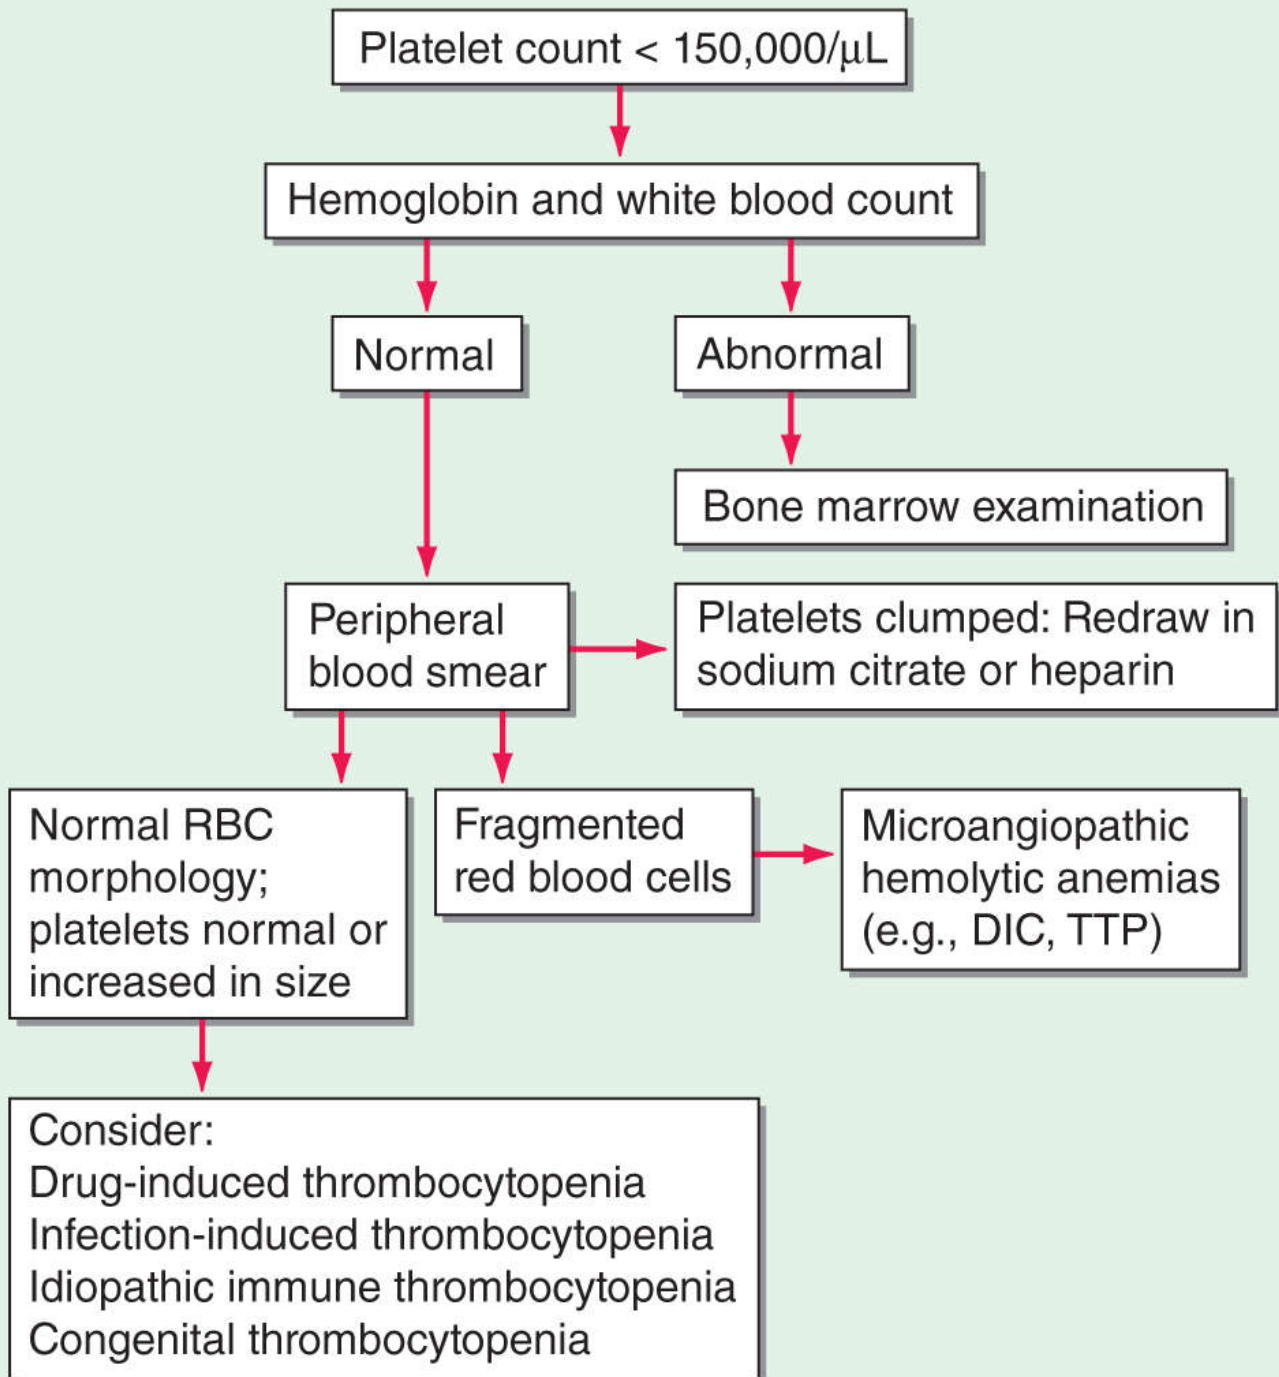 Platelet count < 150,000/μL
Hemoglobin and white blood count
Normal
Abnormal
Bone marrow examination
Peripheral
blood smear
Platelets clumped: Redraw in
sodium citrate or heparin
Normal RBC
morphology;
platelets normal or
increased in size
Fragmented
red blood cells
Microangiopathic
hemolytic anemias
(e.g., DIC, TTP)
Consider:
Drug-induced thrombocytopenia
Infection-induced thrombocytopenia
Idiopathic immune thrombocytopenia
Congenital thrombocytopenia